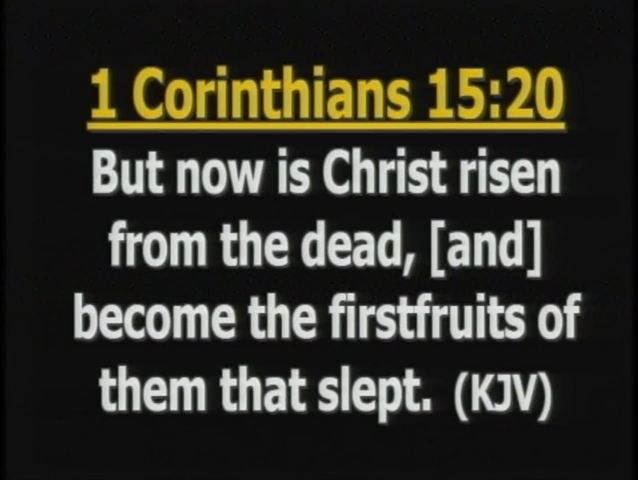 1 Corinthians 15:20
But now is Christ risen
from the dead, [and]
become the firstfruits of
them that slept. (KJV)